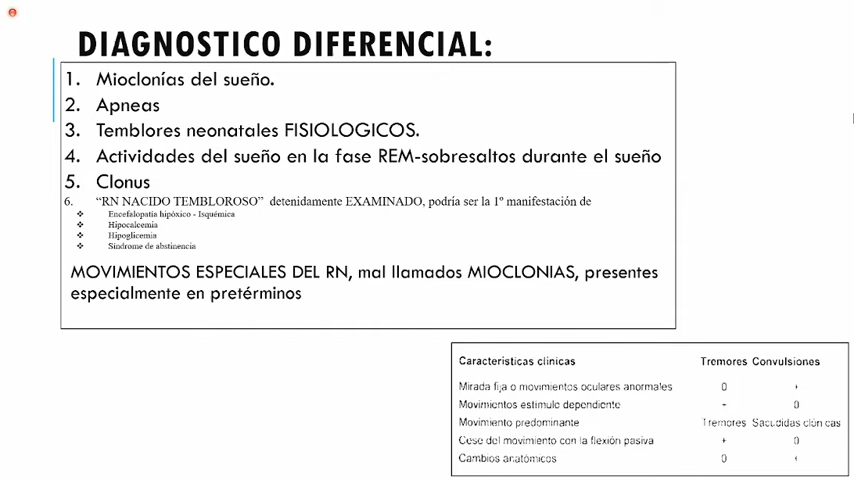 DIAGNOSTICO DIFERENCIAL:
1. Mioclonías del sueño.
2. Apneas
3. Temblores neonatales FISIOLOGICOS.
4. Actividades del sueño en la fase REM-sobresaltos durante el sueño
5. Clonus
6. “RN NACIDO TEMBLOROSO” detenidamente EXAMINADO, podría ser la 1º manifestación de
❖ Encefalopatía hipóxico - Isquémica
❖ Hipocalcemia
❖ Hipoglicemia
❖ Sindrome de abstinencia
MOVIMIENTOS ESPECIALES DEL RN, mal llamados MIOCLONIAS, presentes
especialmente en pretérminos
Características clínicas Tremores Convulsiones
Mirada fija o movimientos oculares anormales 0
Movimientos estímulo dependiente 0
Movimiento predominante Tremores Sacudidas clónicas
Cese del movimiento con la flexión pasiva + 0
Cambios anatómicos 0